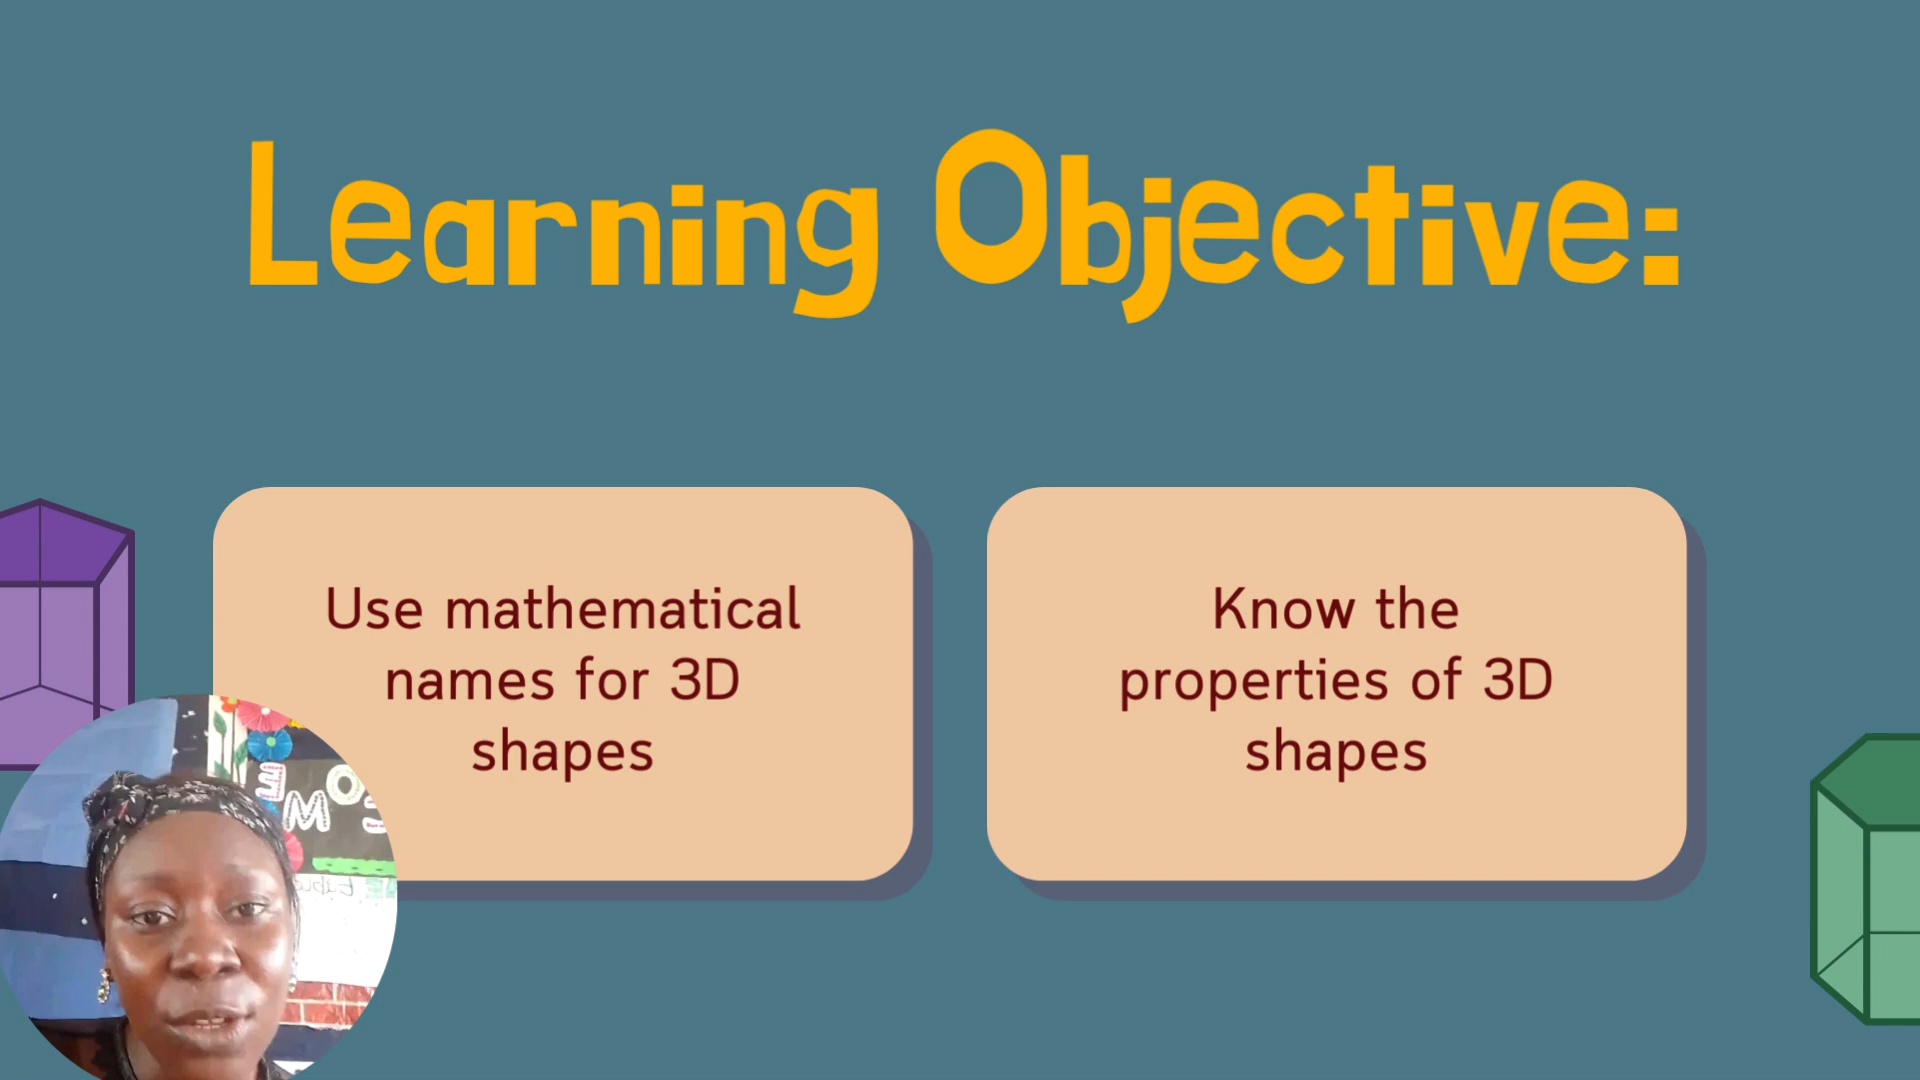 Learning Objective:
Use mathematical
names for 3D
shapes
Know the
properties of 3D
shapes